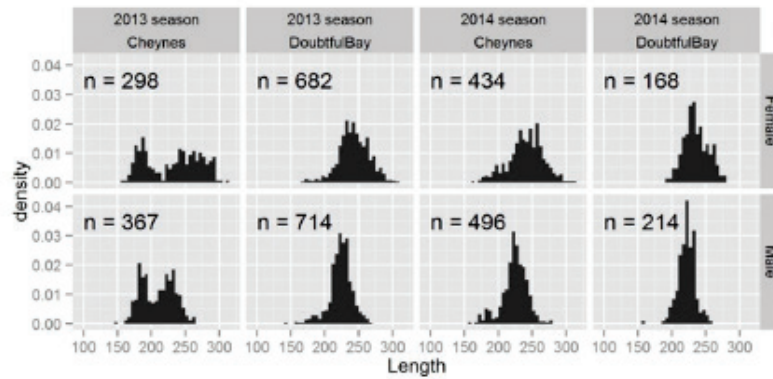 2013 season 2013 season 2014 season 2014 season
Cheynes DoubtfulBay Cheynes DoubtfulBay
0.04
0.03
0.02
0.01
0.00
n = 298 n = 682 n = 434 n = 168
Female
density
0.04
0.03
0.02
0.01
0.00
n = 367 n = 714 n = 496 n = 214
Male
100 150 200 250 300 100 150 200 250 300 100 150 200 250 300 100 150 200 250 300
Length